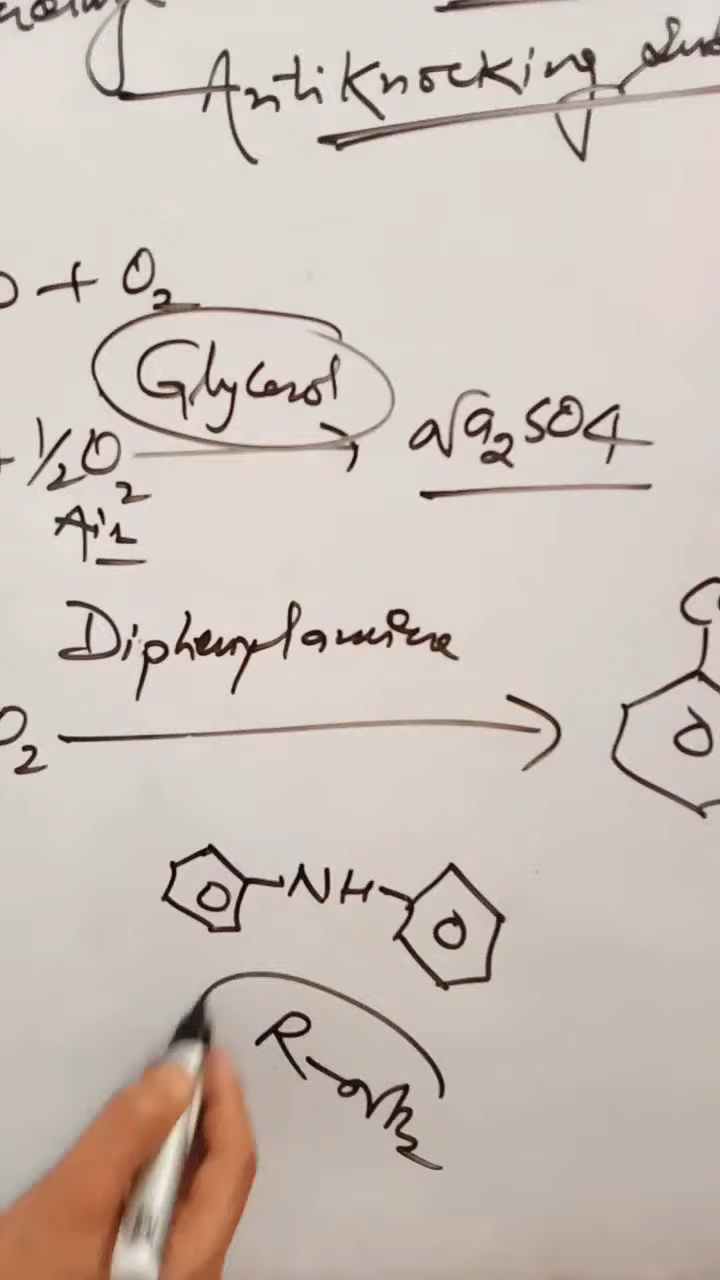 AntiKnocking
+ O₂
Glycerol
+ ½O₂ → Na₂SO4
Air
Diphenylamine
O₂ →
NH
R-NH₂